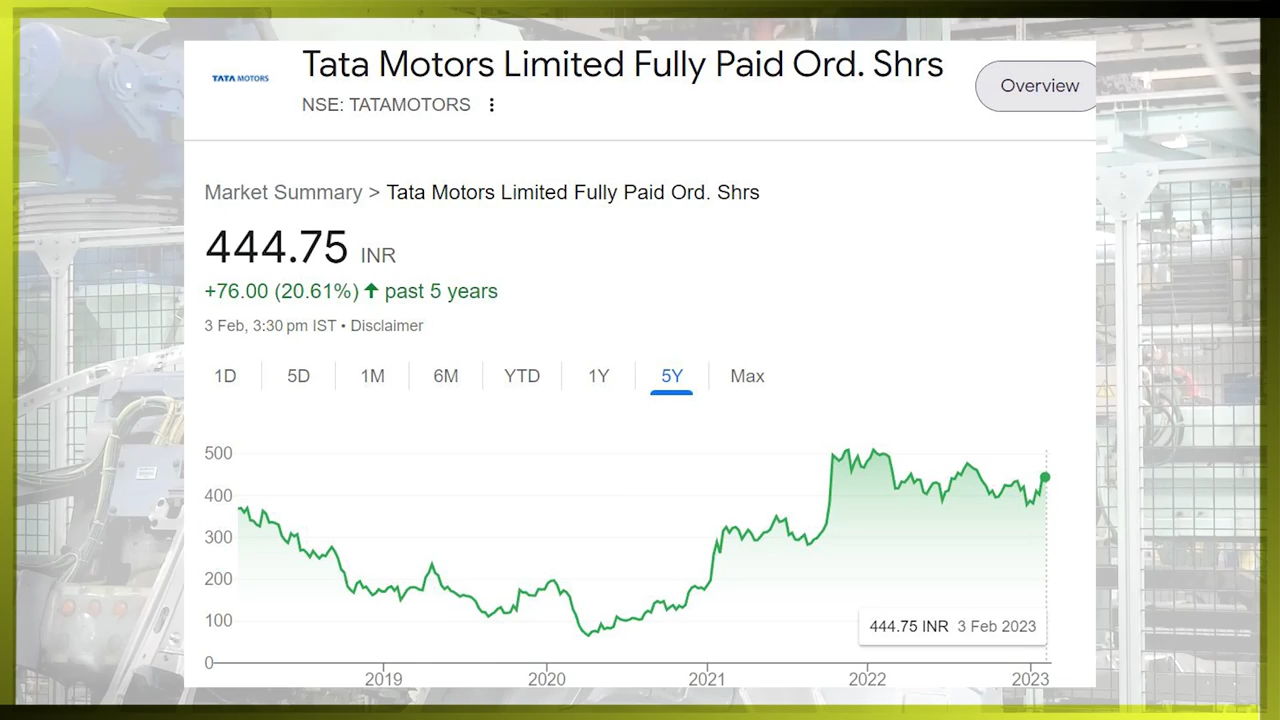 TATA MOTORS
Tata Motors Limited Fully Paid Ord. Shrs
NSE: TATAMOTORS
Overview
Market Summary > Tata Motors Limited Fully Paid Ord. Shrs
444.75 INR
+76.00 (20.61%) ↑ past 5 years
3 Feb, 3:30 pm IST • Disclaimer
1D 5D 1M 6M YTD 1Y 5Y Max
500
400
300
200
100
0
444.75 INR 3 Feb 2023
2019 2020 2021 2022 2023